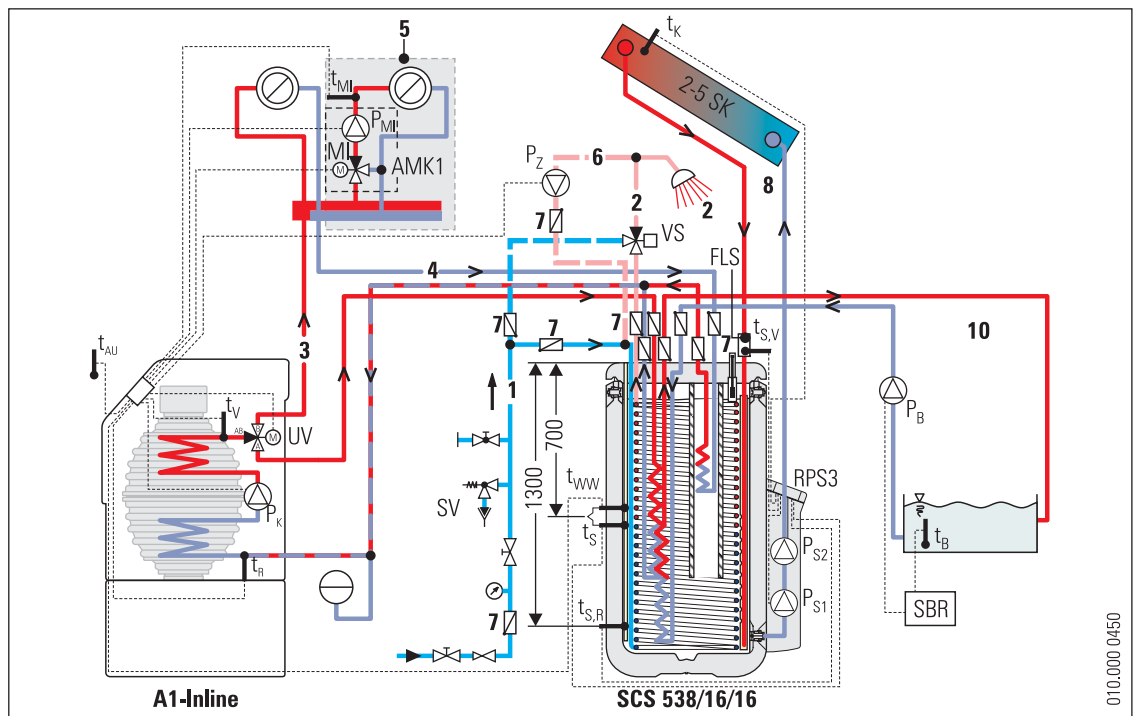 5
t_K
2-5 SK
t_MI
P_MI
MI
M
AMK1
P_Z
6
8
2
2
7
VS
FLS
4
7
7
7
7
t_S,V
10
3
t_AU
1
t_V
AB
B
A
M
UV
P_B
700
1300
t_WW
RPS3
SV
P_K
t_S
t_B
P_S2
t_R
t_S,R
P_S1
SBR
7
A1-Inline
SCS 538/16/16
010.000 0450